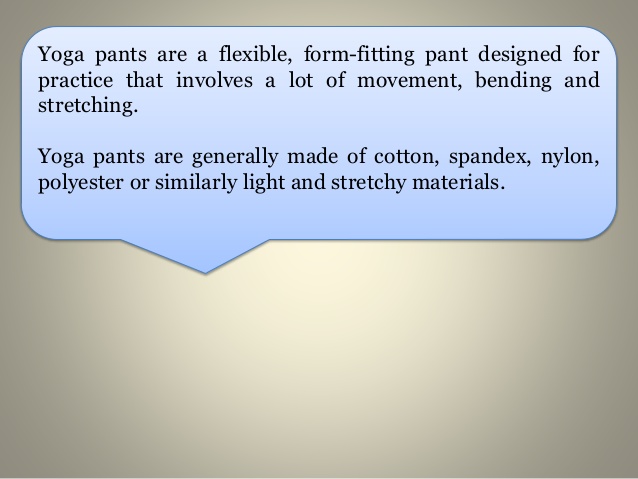 Yoga pants are a flexible, form-fitting pant designed for
practice that involves a lot of movement, bending and
stretching.
Yoga pants are generally made of cotton, spandex, nylon,
polyester or similarly light and stretchy materials.